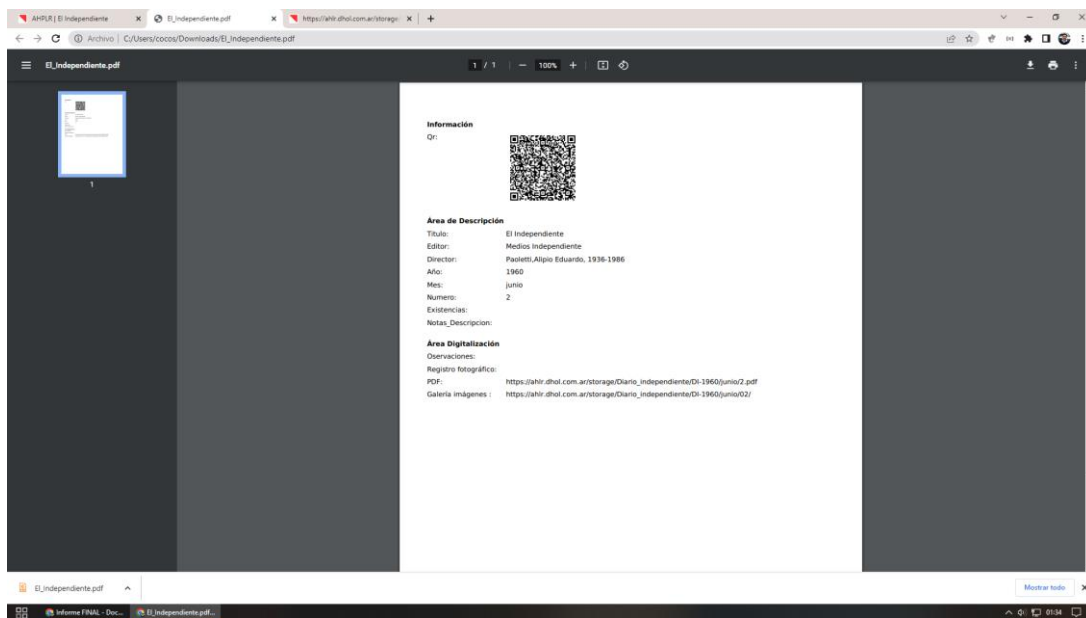 AHPLR | El Independiente
El_Independiente.pdf
https://ahlr.dhol.com.ar/storage/
Archivo | C:/Users/cocos/Downloads/El_Independiente.pdf
El_Independiente.pdf
1 / 1
100%
1
Información
Qr:
Área de Descripción
Título: El Independiente
Editor: Medios Independiente
Director: Paoletti,Alipio Eduardo, 1936-1986
Año: 1960
Mes: junio
Numero: 2
Existencias:
Notas_Descripcion:
Área Digitalización
Oservaciones:
Registro fotográfico:
PDF: https://ahlr.dhol.com.ar/storage/Diario_independiente/DI-1960/junio/2.pdf
Galería imágenes : https://ahlr.dhol.com.ar/storage/Diario_independiente/DI-1960/junio/02/
El_Independiente.pdf
Mostrar todo
Informe FINAL - Doc...
El_Independiente.pdf...
01:34